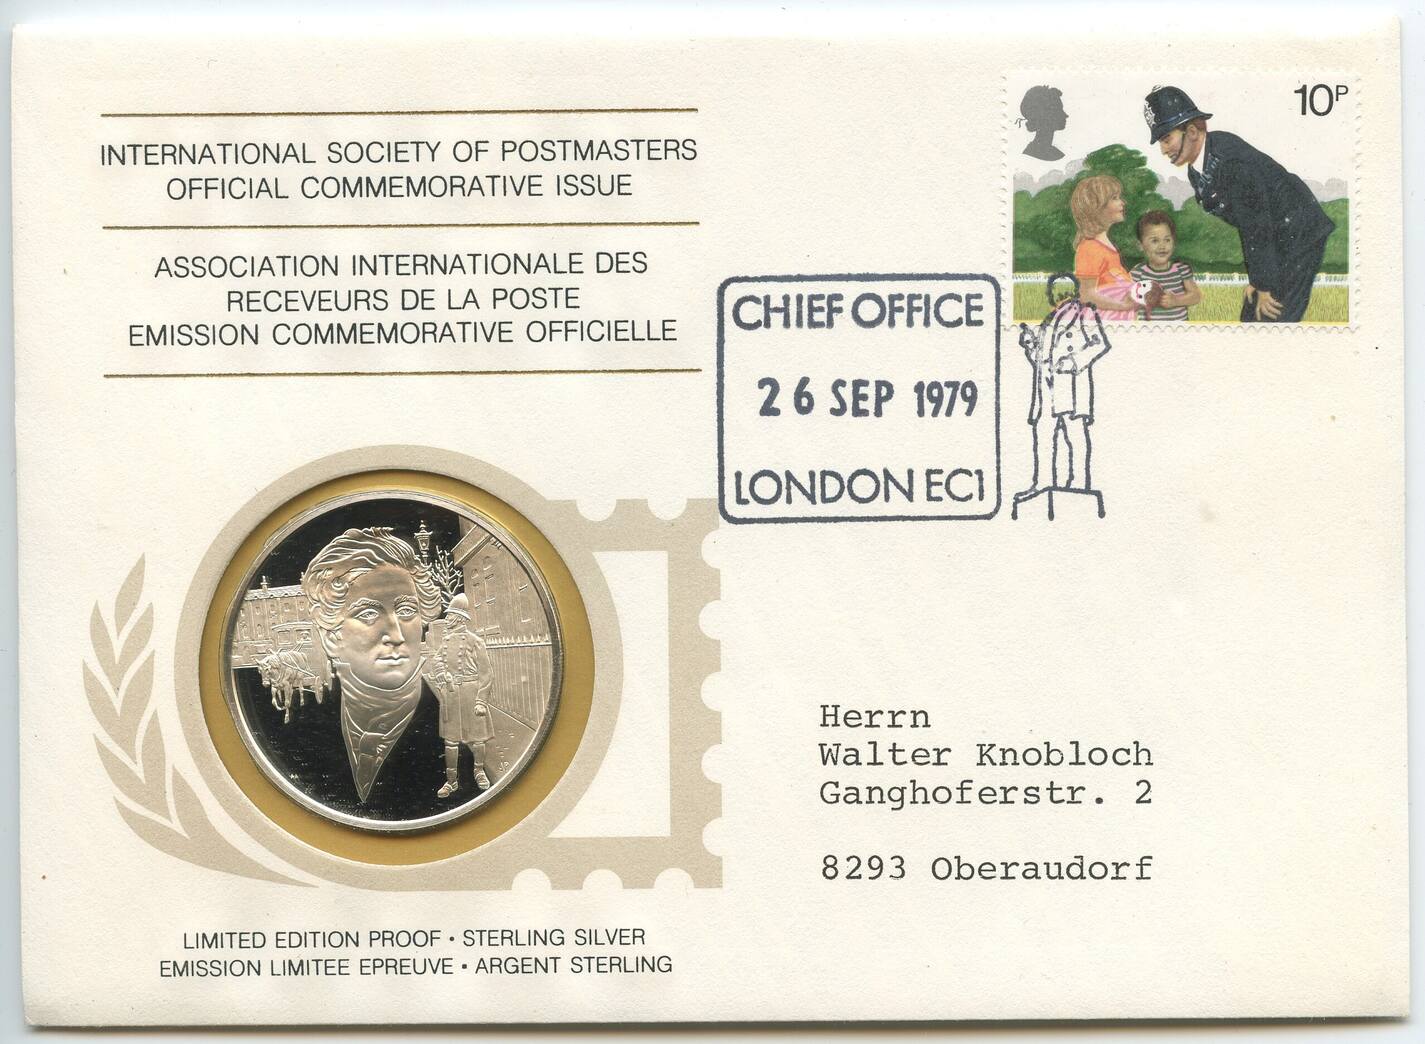 INTERNATIONAL SOCIETY OF POSTMASTERS
OFFICIAL COMMEMORATIVE ISSUE
ASSOCIATION INTERNATIONALE DES
RECEVEURS DE LA POSTE
EMISSION COMMEMORATIVE OFFICIELLE
10P
CHIEF OFFICE
26 SEP 1979
LONDON EC1
Herrn
Walter Knobloch
Ganghoferstr. 2
8293 Oberaudorf
LIMITED EDITION PROOF • STERLING SILVER
EMISSION LIMITEE EPREUVE • ARGENT STERLING